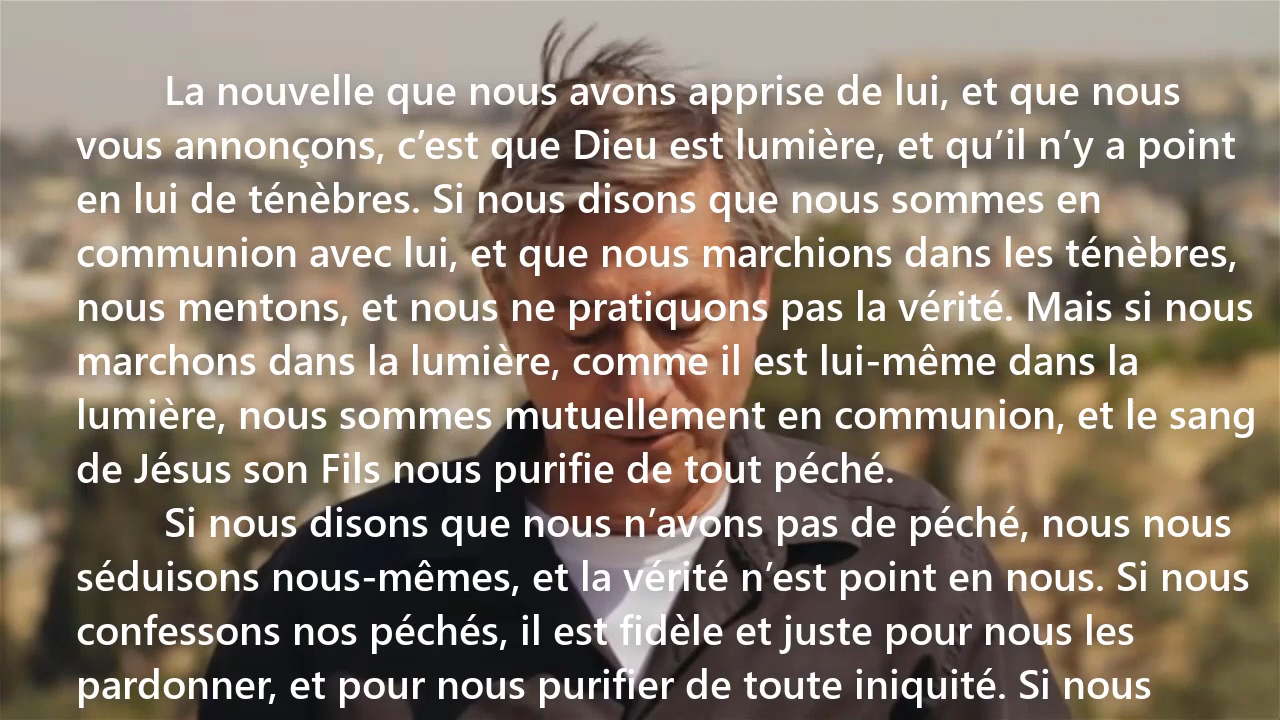 La nouvelle que nous avons apprise de lui, et que nous
vous annonçons, c’est que Dieu est lumière, et qu’il n’y a point
en lui de ténèbres. Si nous disons que nous sommes en
communion avec lui, et que nous marchions dans les ténèbres,
nous mentons, et nous ne pratiquons pas la vérité. Mais si nous
marchons dans la lumière, comme il est lui-même dans la
lumière, nous sommes mutuellement en communion, et le sang
de Jésus son Fils nous purifie de tout péché.
Si nous disons que nous n’avons pas de péché, nous nous
séduisons nous-mêmes, et la vérité n’est point en nous. Si nous
confessons nos péchés, il est fidèle et juste pour nous les
pardonner, et pour nous purifier de toute iniquité. Si nous